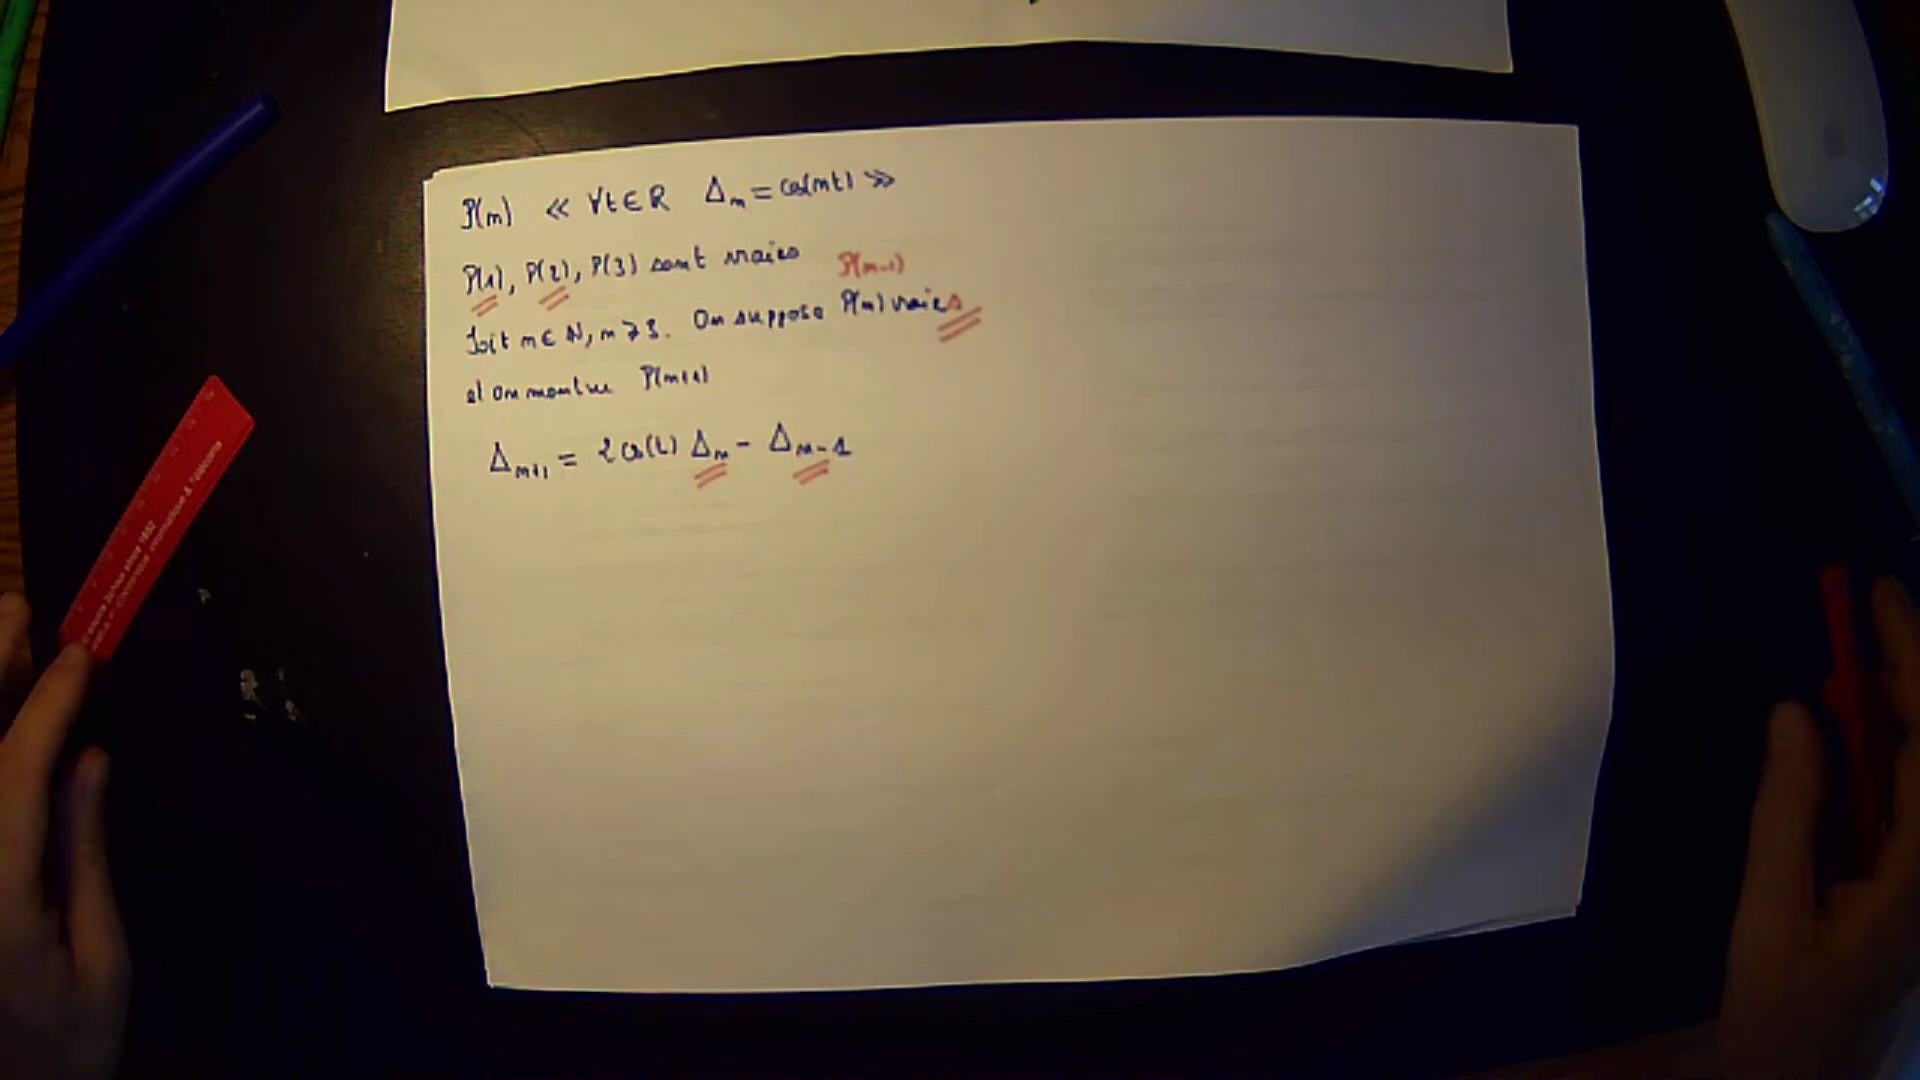 P(n) « ∀t∈R Δn = cos(nt) »
P(1), P(2), P(3) sont vraies P(n-1)
Soit n∈N, n⩾3. On suppose P(n) vraies
et on montre P(n+1)
Δn+1 = 2cos(t) Δn - Δn-1